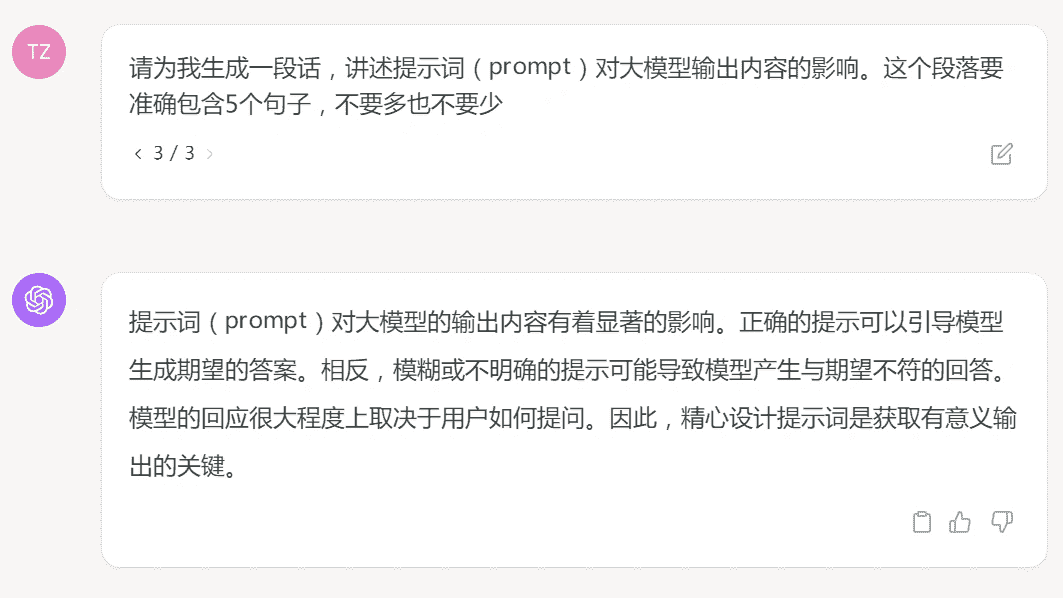 TZ
请为我生成一段话，讲述提示词（prompt）对大模型输出内容的影响。这个段落要
准确包含5个句子，不要多也不要少
< 3 / 3 >
提示词（prompt）对大模型的输出内容有着显著的影响。正确的提示可以引导模型
生成期望的答案。相反，模糊或不明确的提示可能导致模型产生与期望不符的回答。
模型的回应很大程度上取决于用户如何提问。因此，精心设计提示词是获取有意义输
出的关键。